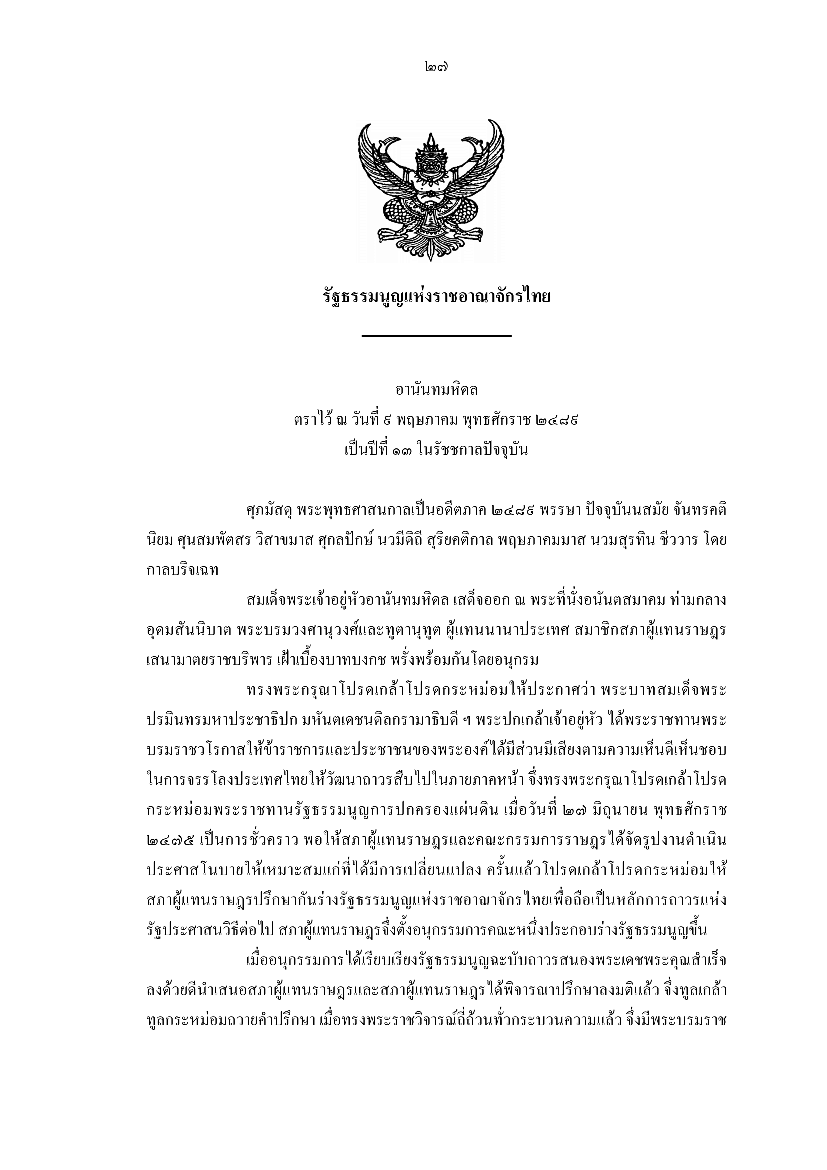 ๒๗
รัฐธรรมนูญแห่งราชอาณาจักรไทย
อานันทมหิดล
ตราไว้ ณ วันที่ ๙ พฤษภาคม พุทธศักราช ๒๔๘๙
เป็นปีที่ ๑๓ ในรัชชกาลปัจจุบัน
ศุภมัสดุ พระพุทธศาสนกาลเป็นอดีตภาค ๒๔๘๙ พรรษา ปัจจุบันนสมัย จันทรคติ
นิยม ศุนสมพัตสร วิสาขมาส ศุกลปักษ์ นวมีดิถี สุริยคติกาล พฤษภาคมมาส นวมสุรทิน ชีววาร โดย
กาลบริจเฉท
สมเด็จพระเจ้าอยู่หัวอานันทมหิดล เสด็จออก ณ พระที่นั่งอนันตสมาคม ท่ามกลาง
อุดมสันนิบาต พระบรมวงศานุวงศ์และทูตานุทูต ผู้แทนนานาประเทศ สมาชิกสภาผู้แทนราษฎร
เสนามาตยราชบริพาร เฝ้าเบื้องบาทบงกช พรั่งพร้อมกันโดยอนุกรม
ทรงพระกรุณาโปรดเกล้าโปรดกระหม่อมให้ประกาศว่า พระบาทสมเด็จพระ
ปรมินทรมหาประชาธิปก มหันตเดชนดิลกรามาธิบดี ฯ พระปกเกล้าเจ้าอยู่หัว ได้พระราชทานพระ
บรมราชวโรกาสให้ข้าราชการและประชาชนของพระองค์ได้มีส่วนมีเสียงตามความเห็นดีเห็นชอบ
ในการจรรโลงประเทศไทยให้วัฒนาถาวรสืบไปในภายภาคหน้า จึ่งทรงพระกรุณาโปรดเกล้าโปรด
กระหม่อมพระราชทานรัฐธรรมนูญการปกครองแผ่นดิน เมื่อวันที่ ๒๗ มิถุนายน พุทธสักราช
๒๔๗๕ เป็นการชั่วคราว พอให้สภาผู้แทนราษฎรและคณะกรรมการราษฎรได้จัดรูปงานดำเนิน
ประศาสโนบายให้เหมาะสมแก่ที่ได้มีการเปลี่ยนแปลง ครั้นแล้วโปรดเกล้าโปรดกระหม่อมให้
สภาผู้แทนราษฎรปรึกษากันร่างรัฐธรรมนูญแห่งราชอาณาจักรไทยเพื่อถือเป็นหลักการถาวรแห่ง
รัฐประศาสนวิธีต่อไป สภาผู้แทนราษฎรจึ่งตั้งอนุกรรมการคณะหนึ่งประกอบร่างรัฐธรรมนูญขึ้น
เมื่ออนุกรรมการได้เรียบเรียงรัฐธรรมนูญฉะบับถาวรสนองพระเดชพระคุณสำเร็จ
ลงด้วยดีนำเสนอสภาผู้แทนราษฎรและสภาผู้แทนราษฎรได้พิจารณาปรึกษาลงมติแล้ว จึ่งทูลเกล้า
ทูลกระหม่อมถวายคำปรึกษา เมื่อทรงพระราชวิจารณ์ถี่ถ้วนทั่วกระบวนความแล้ว จึ่งมีพระบรมราช